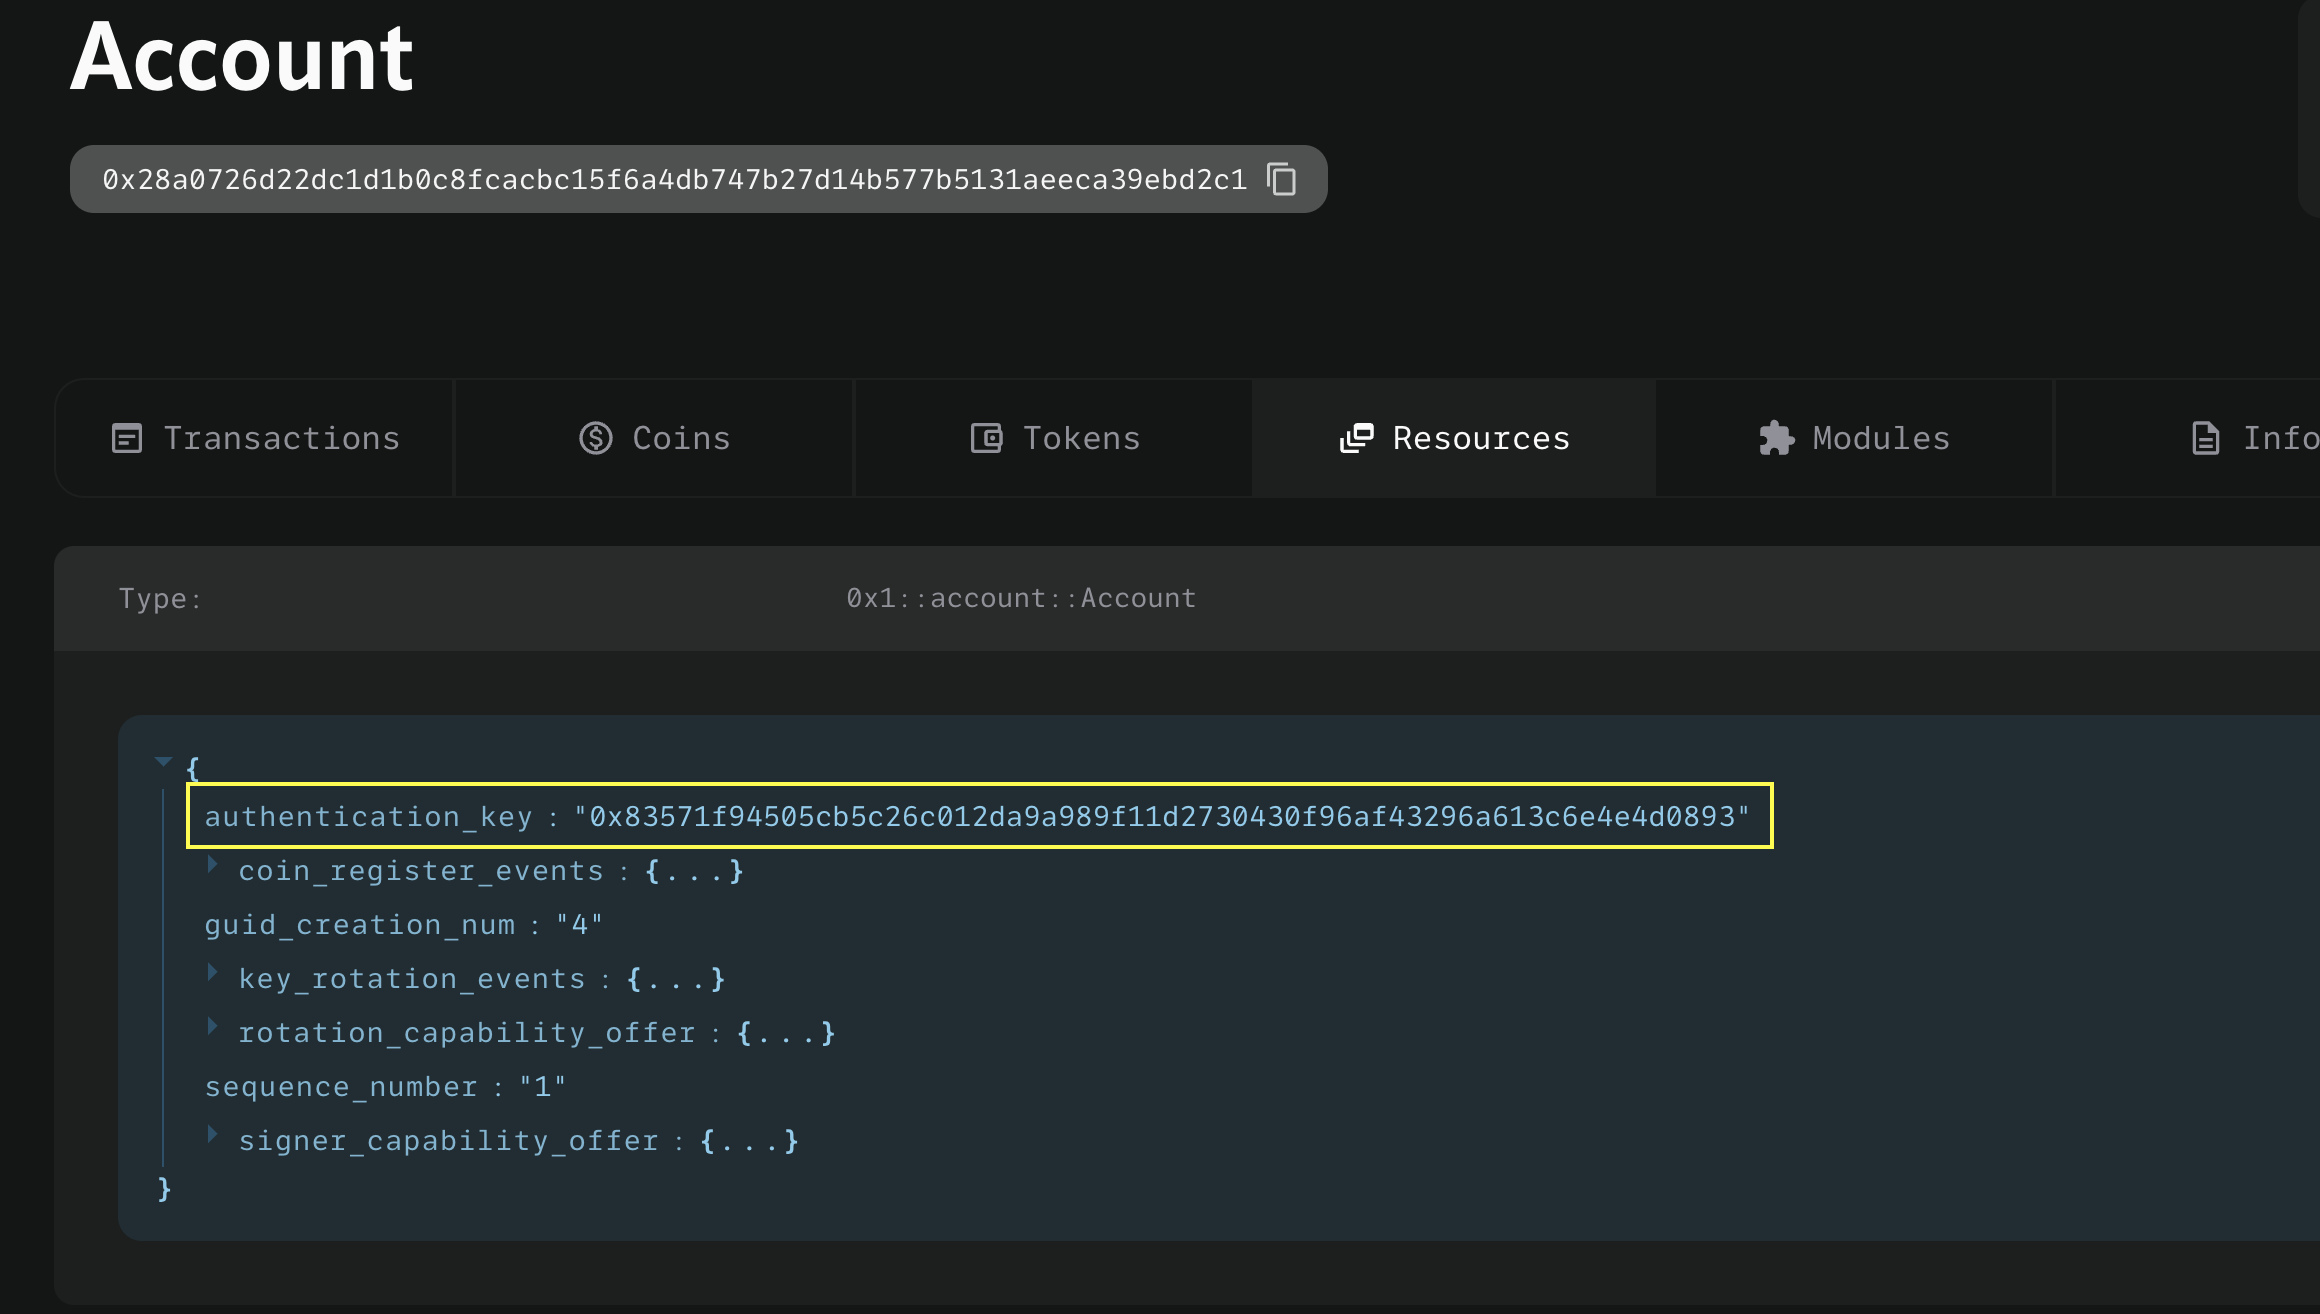 Account
0x28a0726d22dc1d1b0c8fcacbc15f6a4db747b27d14b577b5131aeeca39ebd2c1
Transactions Coins Tokens Resources Modules Info
Type: 0x1::account::Account
{
authentication_key : "0x83571f94505cb5c26c012da9a989f11d2730430f96af43296a613c6e4e4d0893"
coin_register_events : {...}
guid_creation_num : "4"
key_rotation_events : {...}
rotation_capability_offer : {...}
sequence_number : "1"
signer_capability_offer : {...}
}